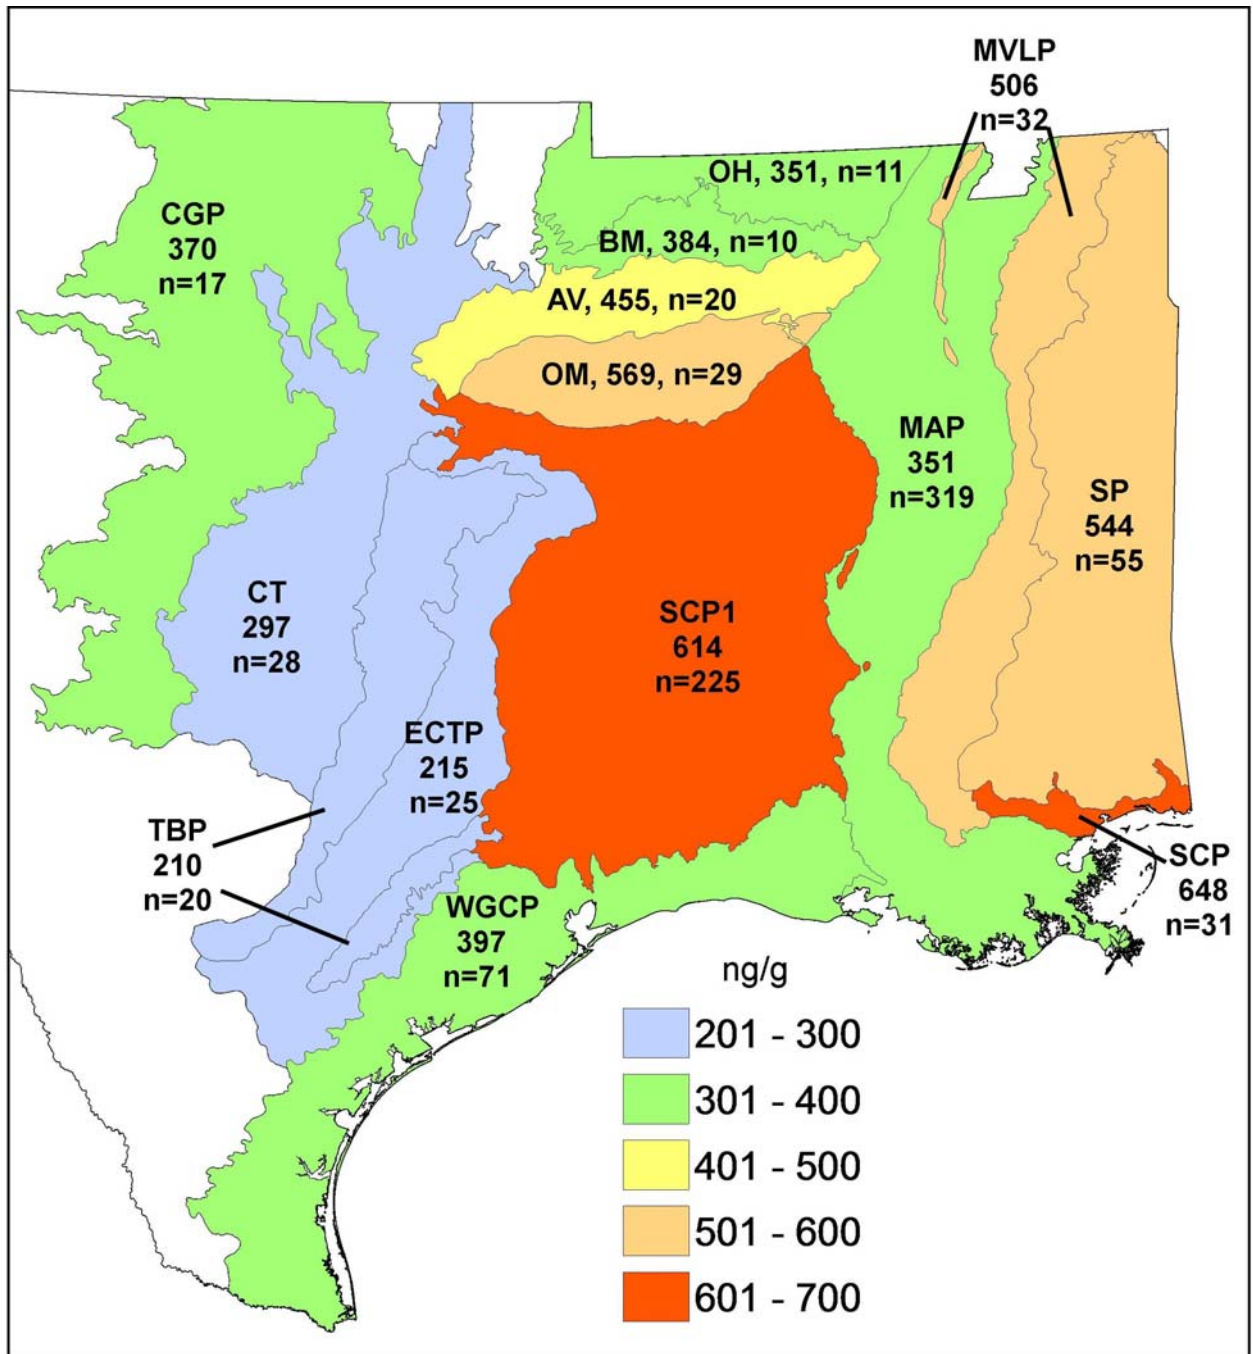 MVLP
506
n=32
OH, 351, n=11
CGP
370
n=17
BM, 384, n=10
AV, 455, n=20
OM, 569, n=29
MAP
351
n=319
SP
544
n=55
CT
297
n=28
SCP1
614
n=225
ECTP
215
n=25
TBP
210
n=20
SCP
648
n=31
WGCP
397
n=71
ng/g
201 - 300
301 - 400
401 - 500
501 - 600
601 - 700